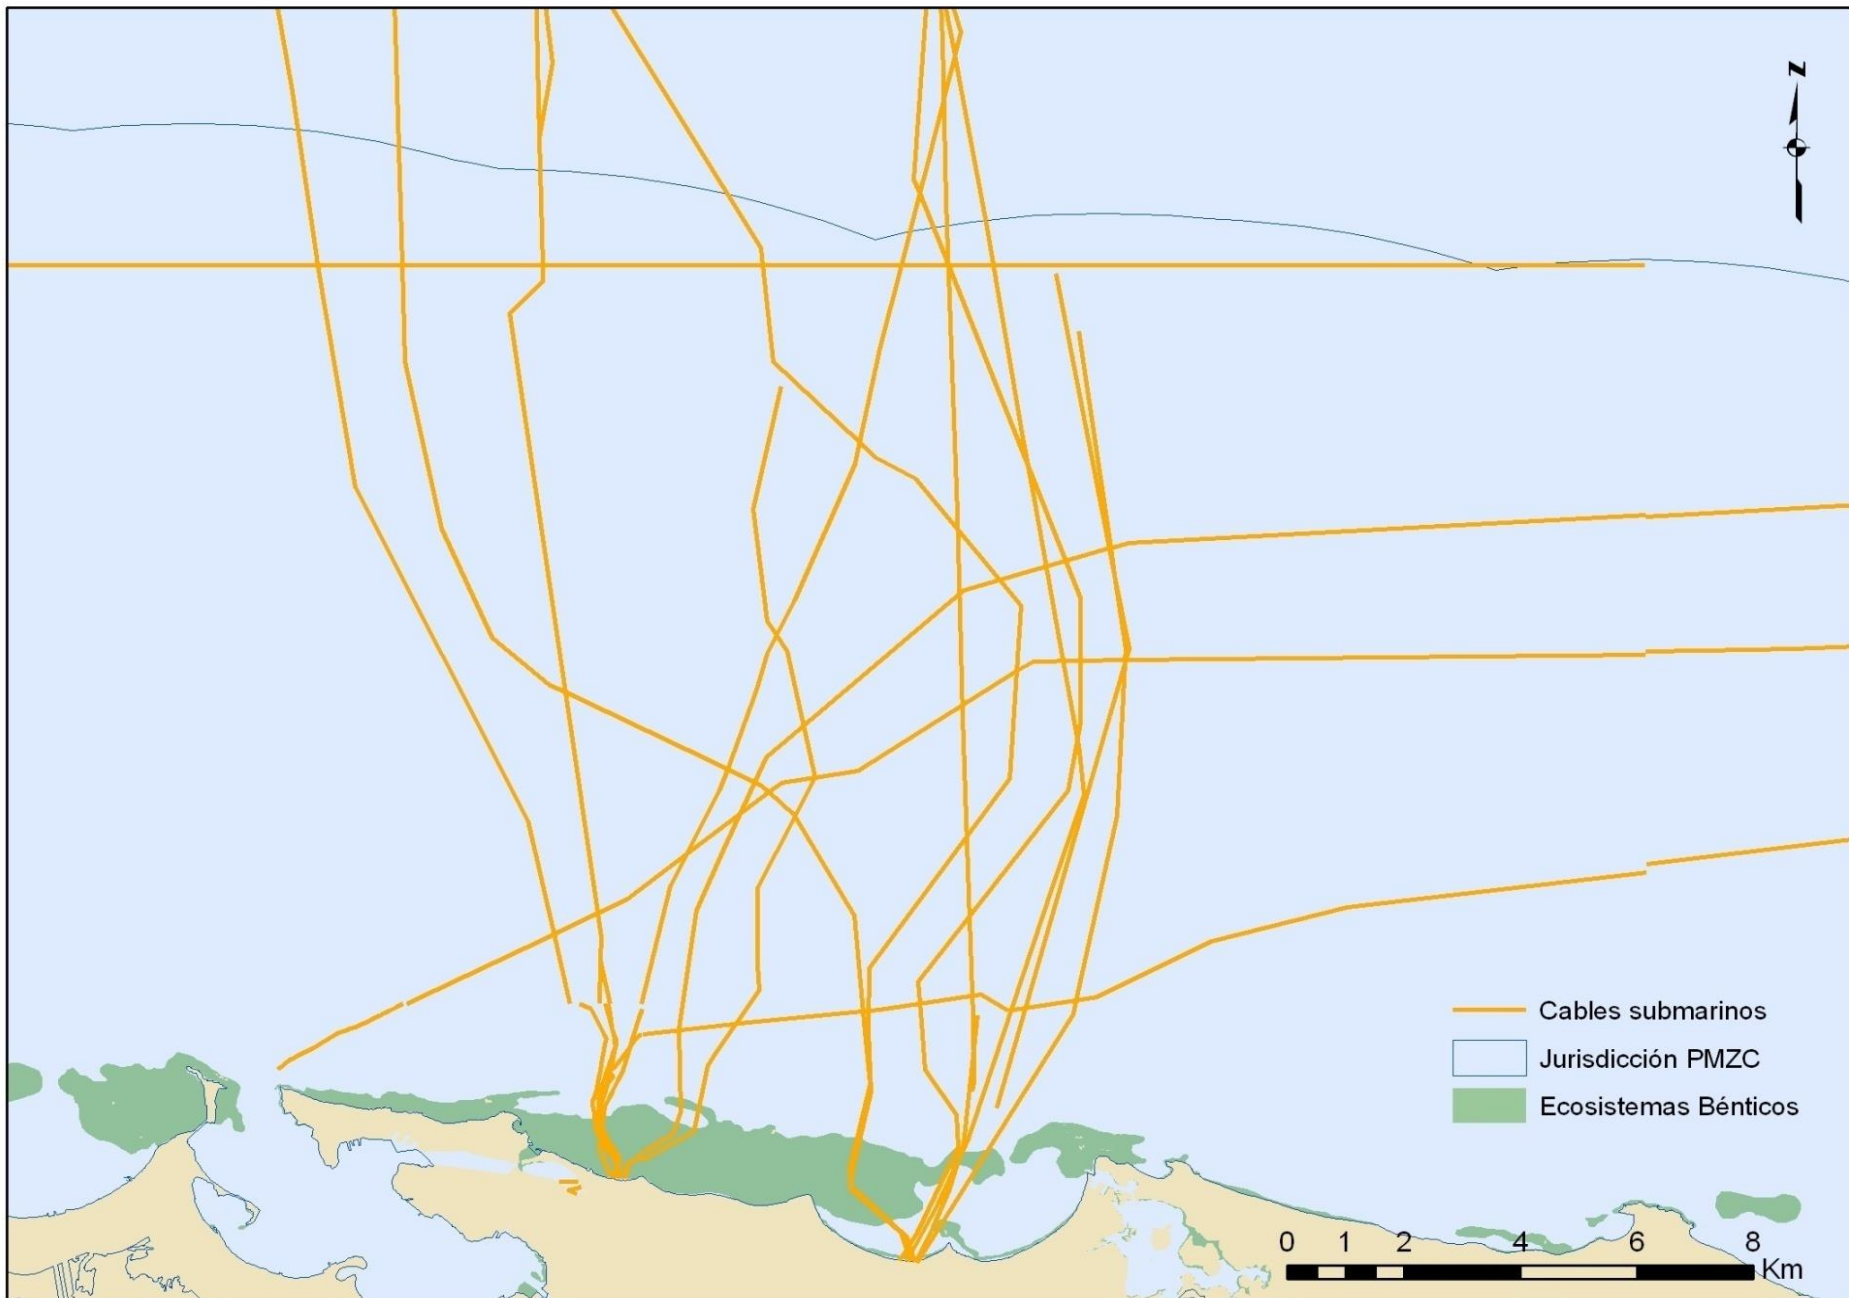 N
Cables submarinos
Jurisdicción PMZC
Ecosistemas Bénticos
0 1 2 4 6 8
Km